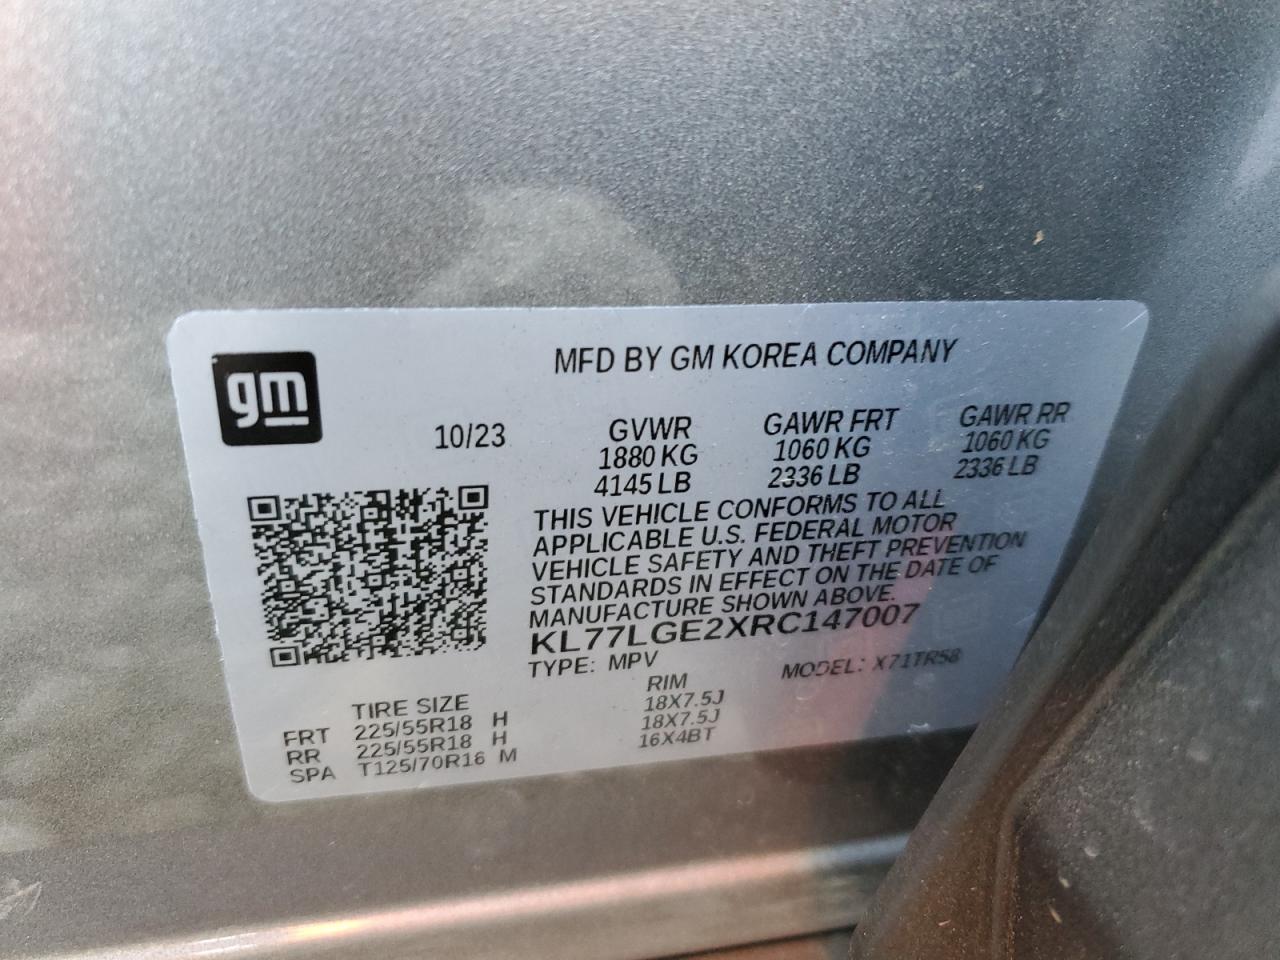 gm
MFD BY GM KOREA COMPANY
10/23
GVWR GAWR FRT GAWR RR
1880 KG 1060 KG 1060 KG
4145 LB 2336 LB 2336 LB
THIS VEHICLE CONFORMS TO ALL
APPLICABLE U.S. FEDERAL MOTOR
VEHICLE SAFETY AND THEFT PREVENTION
STANDARDS IN EFFECT ON THE DATE OF
MANUFACTURE SHOWN ABOVE.
KL77LGE2XRC147007
TYPE: MPV MODEL: X71TR58
TIRE SIZE RIM
FRT 225/55R18 H 18X7.5J
RR 225/55R18 H 18X7.5J
SPA T125/70R16 M 16X4BT